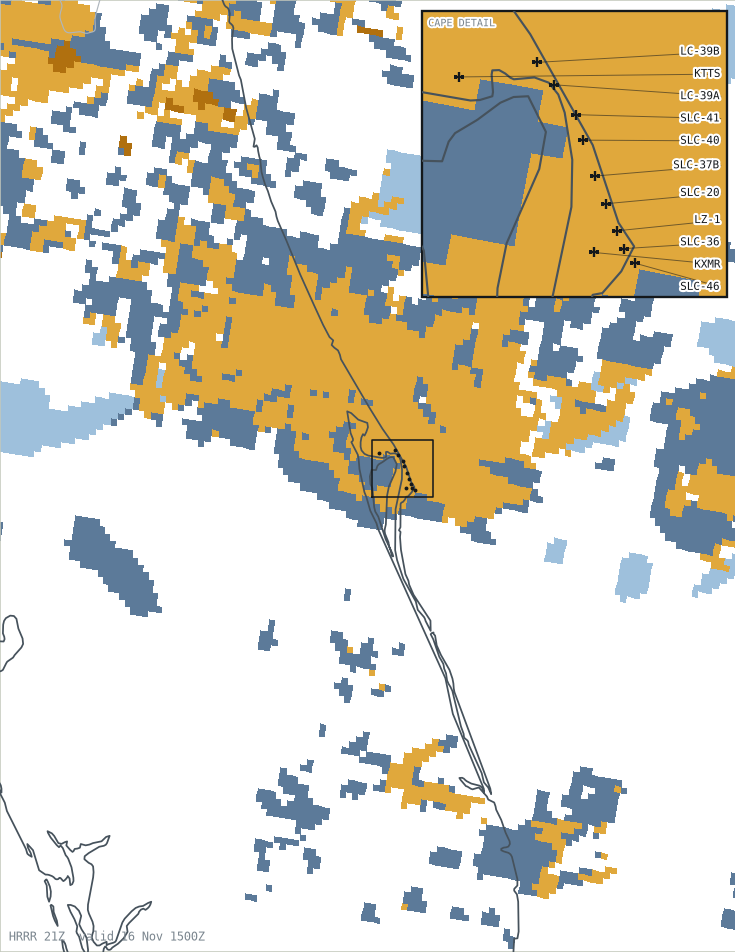 CAPE DETAIL
LC-39B
KTTS
LC-39A
SLC-41
SLC-40
SLC-37B
SLC-20
LZ-1
SLC-36
KXMR
SLC-46
HRRR 21Z valid 16 Nov 1500Z